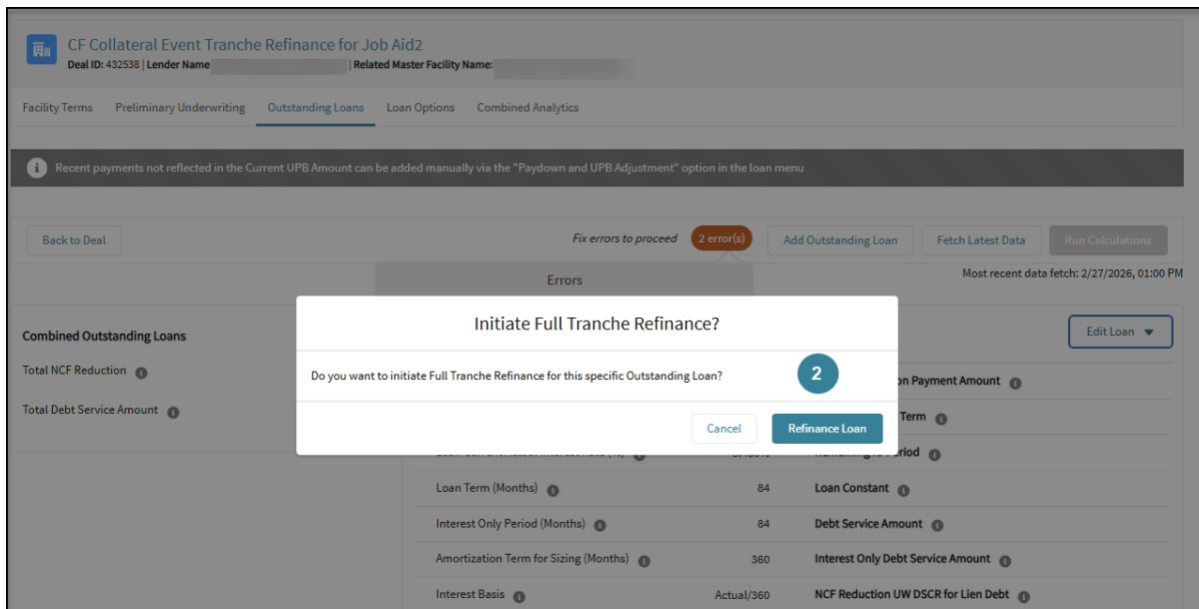 CF Collateral Event Tranche Refinance for Job Aid2
Deal ID: 432538 | Lender Name | Related Master Facility Name:
Facility Terms Preliminary Underwriting Outstanding Loans Loan Options Combined Analytics
Recent payments not reflected in the Current UPB Amount can be added manually via the "Paydown and UPB Adjustment" option in the loan menu
Back to Deal Fix errors to proceed 2 error(s) Add Outstanding Loan Fetch Latest Data Run Calculations
Errors Most recent data fetch: 2/27/2026, 01:00 PM
Initiate Full Tranche Refinance?
Combined Outstanding Loans Edit Loan
Total NCF Reduction Do you want to initiate Full Tranche Refinance for this specific Outstanding Loan? 2 Payment Amount
Total Debt Service Amount Cancel Refinance Loan Term
Loan Term (Months) 84 Loan Constant
Interest Only Period (Months) 84 Debt Service Amount
Amortization Term for Sizing (Months) 360 Interest Only Debt Service Amount
Interest Basis Actual/360 NCF Reduction UW DSCR for Lien Debt